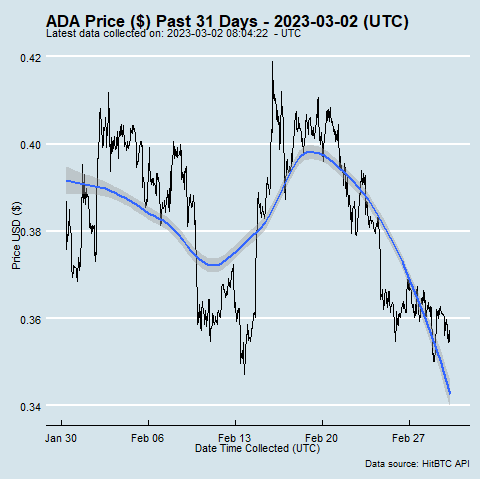 ADA Price ($) Past 31 Days - 2023-03-02 (UTC)
Latest data collected on: 2023-03-02 08:04:22 - UTC
0.42
0.40
0.38
0.36
0.34
Price USD ($)
Jan 30
Feb 06
Feb 13
Feb 20
Feb 27
Date Time Collected (UTC)
Data source: HitBTC API